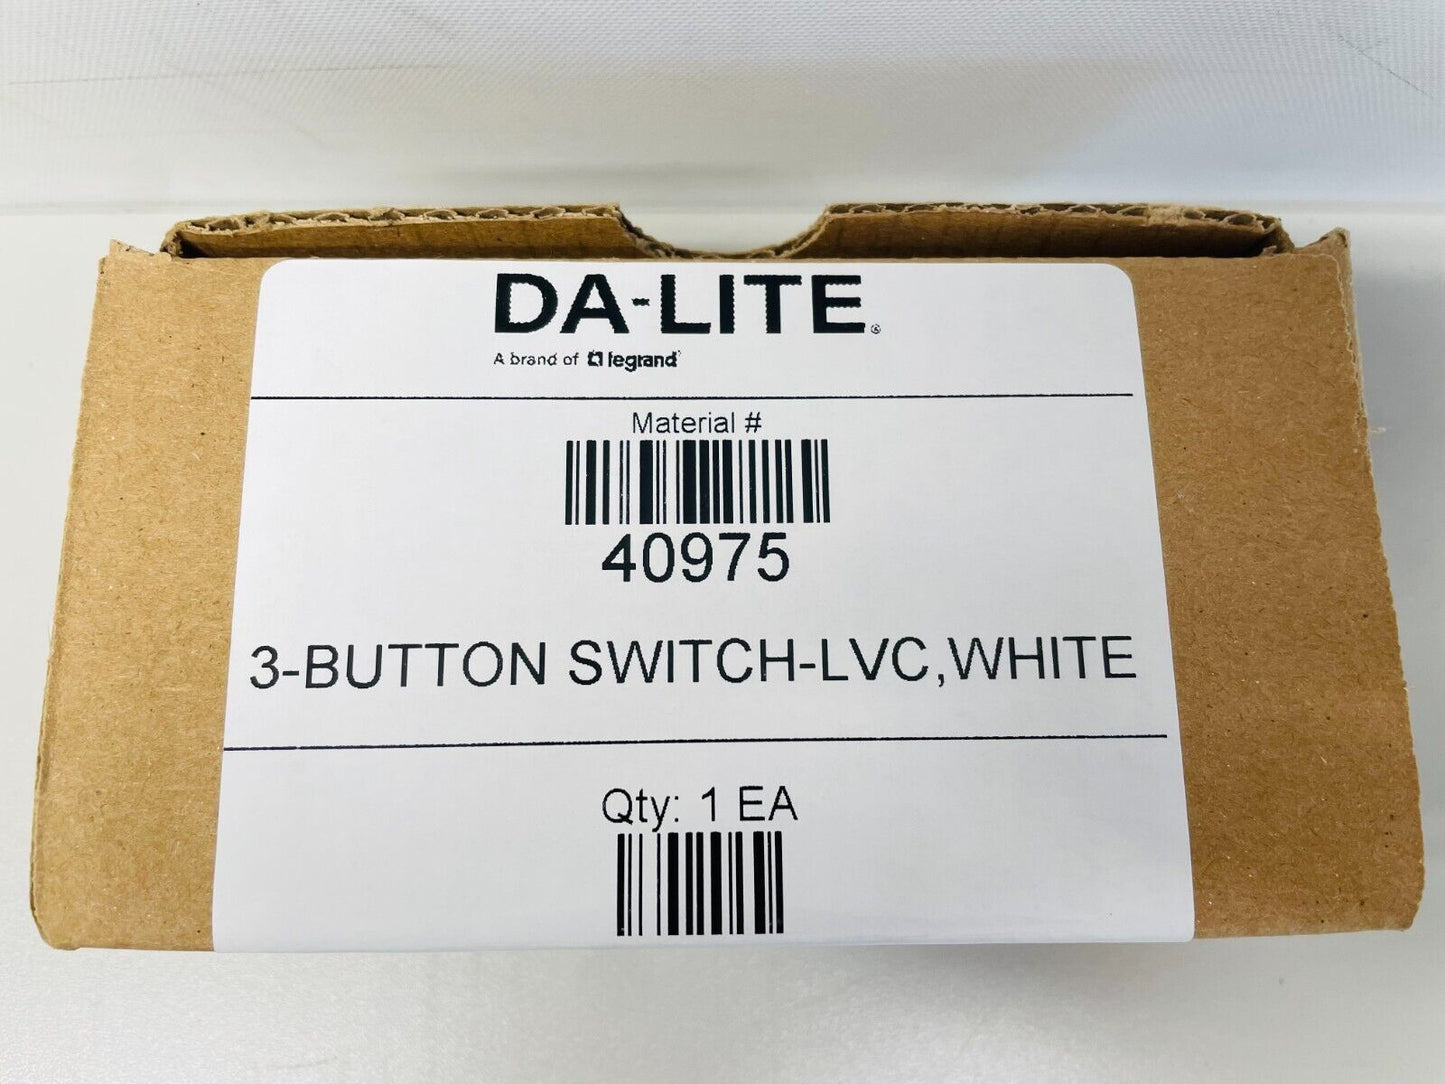 DA-LITE®
A brand of legrand®
Material #
40975
3-BUTTON SWITCH-LVC,WHITE
Qty: 1 EA